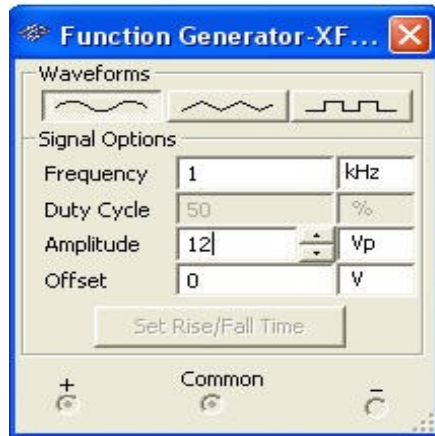 Function Generator-XF...
Waveforms
Signal Options
Frequency 1 kHz
Duty Cycle 50 %
Amplitude 12 Vp
Offset 0 V
Set Rise/Fall Time
+ Common -